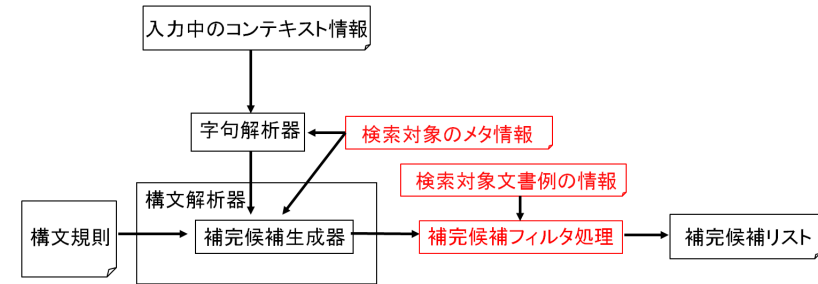 入力中のコンテキスト情報
字句解析器
検索対象のメタ情報
検索対象文書例の情報
構文解析器
構文規則
補完候補生成器
補完候補フィルタ処理
補完候補リスト